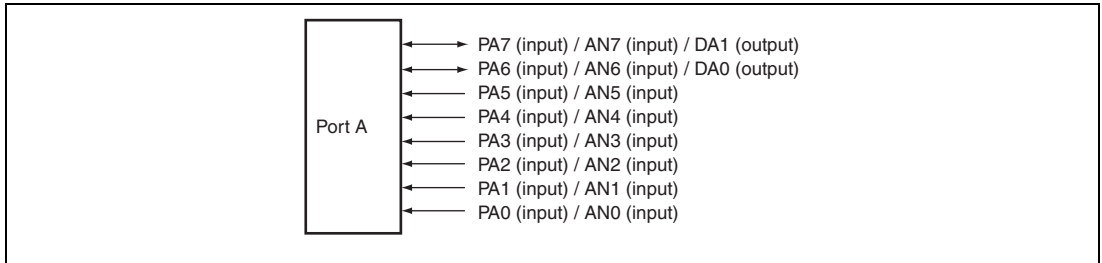 Port A
PA7 (input) / AN7 (input) / DA1 (output)
PA6 (input) / AN6 (input) / DA0 (output)
PA5 (input) / AN5 (input)
PA4 (input) / AN4 (input)
PA3 (input) / AN3 (input)
PA2 (input) / AN2 (input)
PA1 (input) / AN1 (input)
PA0 (input) / AN0 (input)